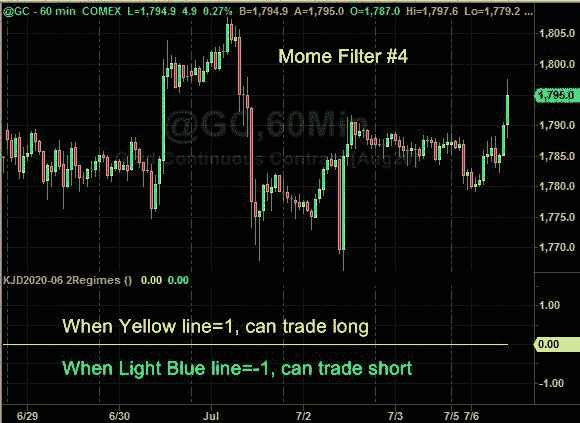 @GC - 60 min COMEX L=1,794.9 4.9 0.27% B=1,794.9 A=1,795.0 O=1,787.0 Hi=1,797.6 Lo=1,779.2 ...
Mome Filter #4
1,805.0
1,800.0
1,795.0
1,790.0
1,785.0
1,780.0
1,775.0
1,770.0
@GC,60Min
Continuous Contract [Aug20]
KJD2020-06 2Regimes () 0.00 0.00
When Yellow line=1, can trade long
When Light Blue line=-1, can trade short
1.00
0.00
-1.00
6/29 6/30 Jul 7/2 7/3 7/5 7/6